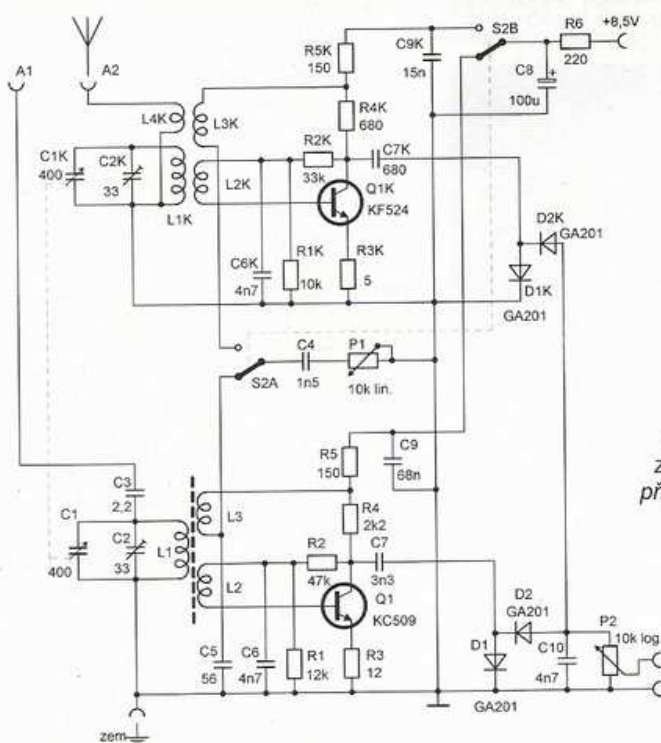 S2B
R6
+8,5V
220
C8
+
100u
A1
A2
R5K
150
C9K
15n
L4K
L3K
R4K
680
C1K
400
C2K
33
R2K
33k
C7K
680
L2K
Q1K
KF524
L1K
D2K
GA201
R1K
10k
C6K
4n7
R3K
5
D1K
GA201
C4
1n5
P1
10k lin.
S2A
R5
150
C9
68n
z
př
C3
2,2
C1
400
C2
33
L1
L3
R4
2k2
R2
47k
C7
3n3
L2
Q1
KC509
D2
GA201
P2
10k log
C5
56
C6
4n7
R1
12k
R3
12
D1
C10
4n7
GA201
zem